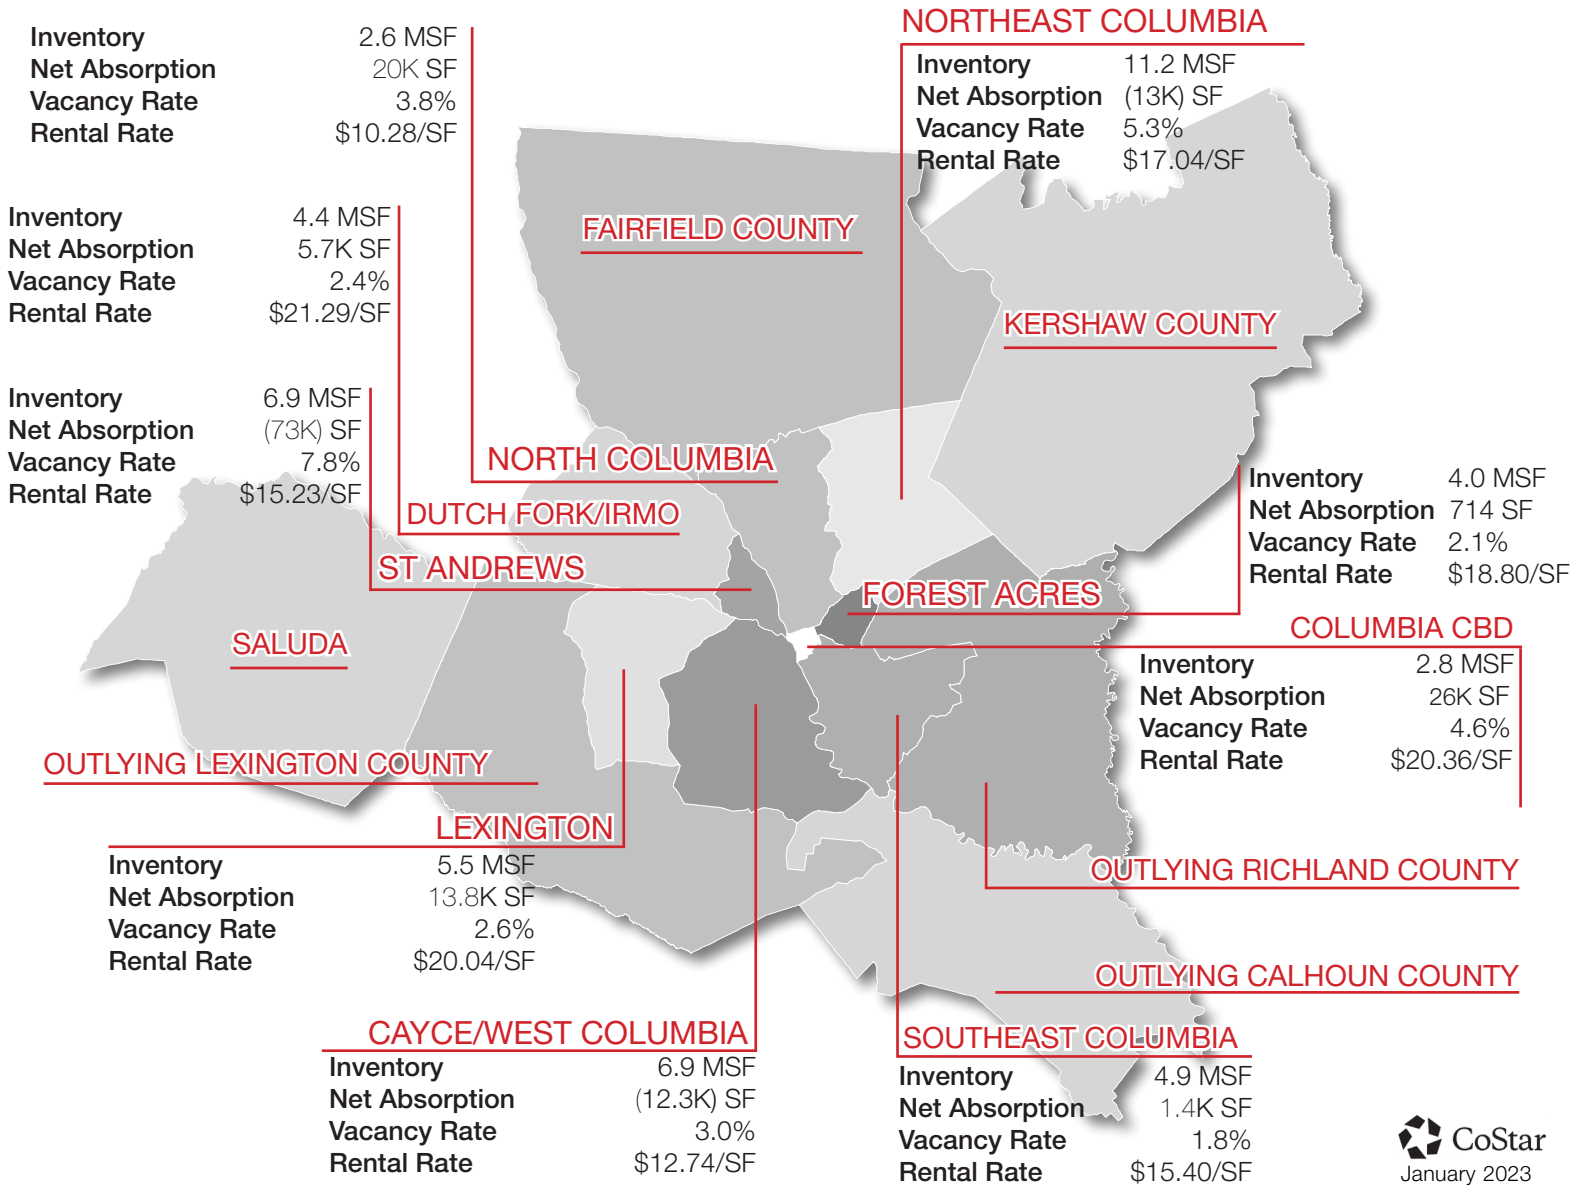 Inventory 2.6 MSF
Net Absorption 20K SF
Vacancy Rate 3.8%
Rental Rate $10.28/SF
NORTHEAST COLUMBIA
Inventory 11.2 MSF
Net Absorption (13K) SF
Vacancy Rate 5.3%
Rental Rate $17.04/SF
Inventory 4.4 MSF
Net Absorption 5.7K SF
Vacancy Rate 2.4%
Rental Rate $21.29/SF
FAIRFIELD COUNTY
KERSHAW COUNTY
Inventory 6.9 MSF
Net Absorption (73K) SF
Vacancy Rate 7.8%
Rental Rate $15.23/SF
NORTH COLUMBIA
DUTCH FORK/IRMO
ST ANDREWS
Inventory 4.0 MSF
Net Absorption 714 SF
Vacancy Rate 2.1%
Rental Rate $18.80/SF
FOREST ACRES
SALUDA
COLUMBIA CBD
Inventory 2.8 MSF
Net Absorption 26K SF
Vacancy Rate 4.6%
Rental Rate $20.36/SF
OUTLYING LEXINGTON COUNTY
LEXINGTON
Inventory 5.5 MSF
Net Absorption 13.8K SF
Vacancy Rate 2.6%
Rental Rate $20.04/SF
OUTLYING RICHLAND COUNTY
OUTLYING CALHOUN COUNTY
CAYCE/WEST COLUMBIA
Inventory 6.9 MSF
Net Absorption (12.3K) SF
Vacancy Rate 3.0%
Rental Rate $12.74/SF
SOUTHEAST COLUMBIA
Inventory 4.9 MSF
Net Absorption 1.4K SF
Vacancy Rate 1.8%
Rental Rate $15.40/SF
CoStar
January 2023